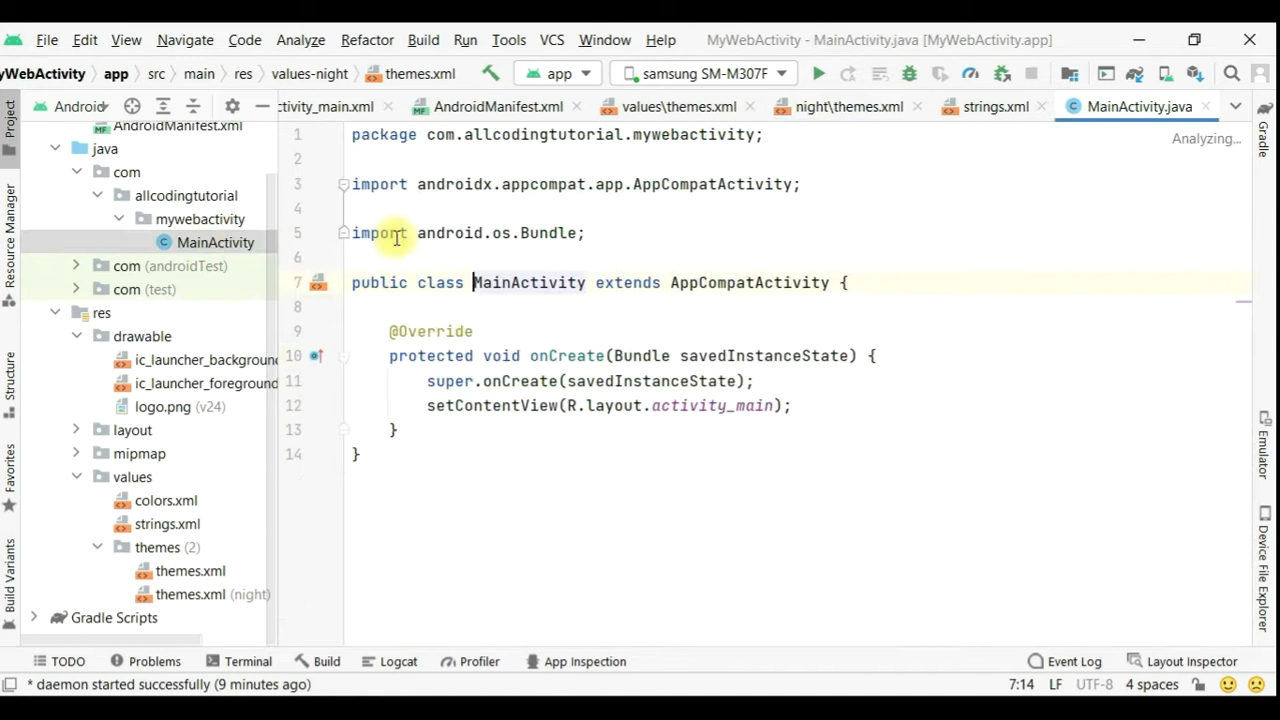 File Edit View Navigate Code Analyze Refactor Build Run Tools VCS Window Help MyWebActivity - MainActivity.java [MyWebActivity.app]
yWebActivity app src main res values-night themes.xml app samsung SM-M307F
Android ctivity_main.xml AndroidManifest.xml values\themes.xml night\themes.xml strings.xml MainActivity.java
Project
Resource Manager
Structure
Favorites
Build Variants
AndroidManifest.xml
java
com
allcodingtutorial
mywebactivity
MainActivity
com (androidTest)
com (test)
res
drawable
ic_launcher_background
ic_launcher_foreground
logo.png (v24)
layout
mipmap
values
colors.xml
strings.xml
themes (2)
themes.xml
themes.xml (night)
Gradle Scripts
1 package com.allcodingtutorial.mywebactivity;
2
3 import androidx.appcompat.app.AppCompatActivity;
4
5 import android.os.Bundle;
6
7 public class MainActivity extends AppCompatActivity {
8
9 @Override
10 protected void onCreate(Bundle savedInstanceState) {
11 super.onCreate(savedInstanceState);
12 setContentView(R.layout.activity_main);
13 }
14 }
Analyzing...
Gradle
Emulator
Device File Explorer
TODO Problems Terminal Build Logcat Profiler App Inspection Event Log Layout Inspector
* daemon started successfully (9 minutes ago) 7:14 LF UTF-8 4 spaces